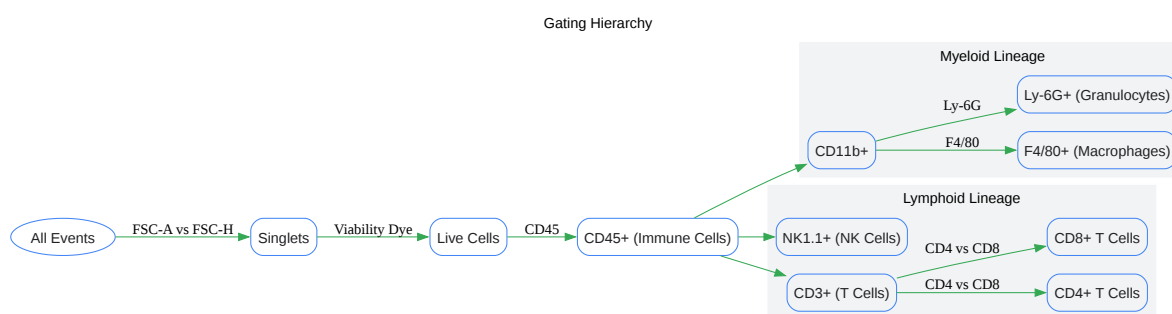 Gating Hierarchy
Myeloid Lineage
Ly-6G
Ly-6G+ (Granulocytes)
CD11b+
F4/80
F4/80+ (Macrophages)
Lymphoid Lineage
All Events
FSC-A vs FSC-H
Singlets
Viability Dye
Live Cells
CD45
CD45+ (Immune Cells)
NK1.1+ (NK Cells)
CD4 vs CD8
CD8+ T Cells
CD3+ (T Cells)
CD4 vs CD8
CD4+ T Cells